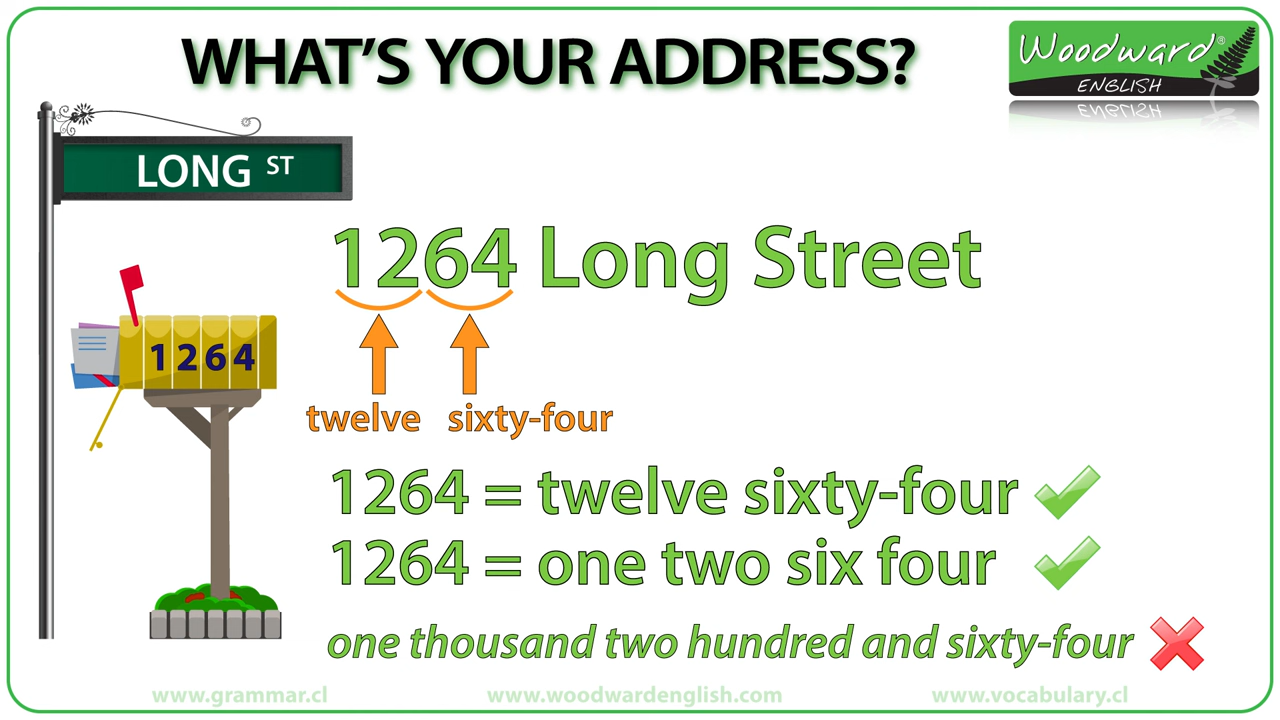 WHAT'S YOUR ADDRESS?
Woodward®
ENGLISH
LONG ST
1264 Long Street
1264
twelve sixty-four
1264 = twelve sixty-four
1264 = one two six four
one thousand two hundred and sixty-four
www.grammar.cl www.woodwardenglish.com www.vocabulary.cl